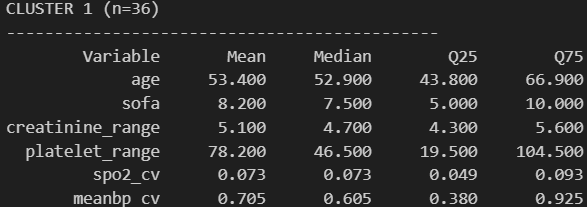 CLUSTER 1 (n=36)
---------------------------------------------
Variable Mean Median Q25 Q75
age 53.400 52.900 43.800 66.900
sofa 8.200 7.500 5.000 10.000
creatinine_range 5.100 4.700 4.300 5.600
platelet_range 78.200 46.500 19.500 104.500
spo2_cv 0.073 0.073 0.049 0.093
meanbp_cv 0.705 0.605 0.380 0.925